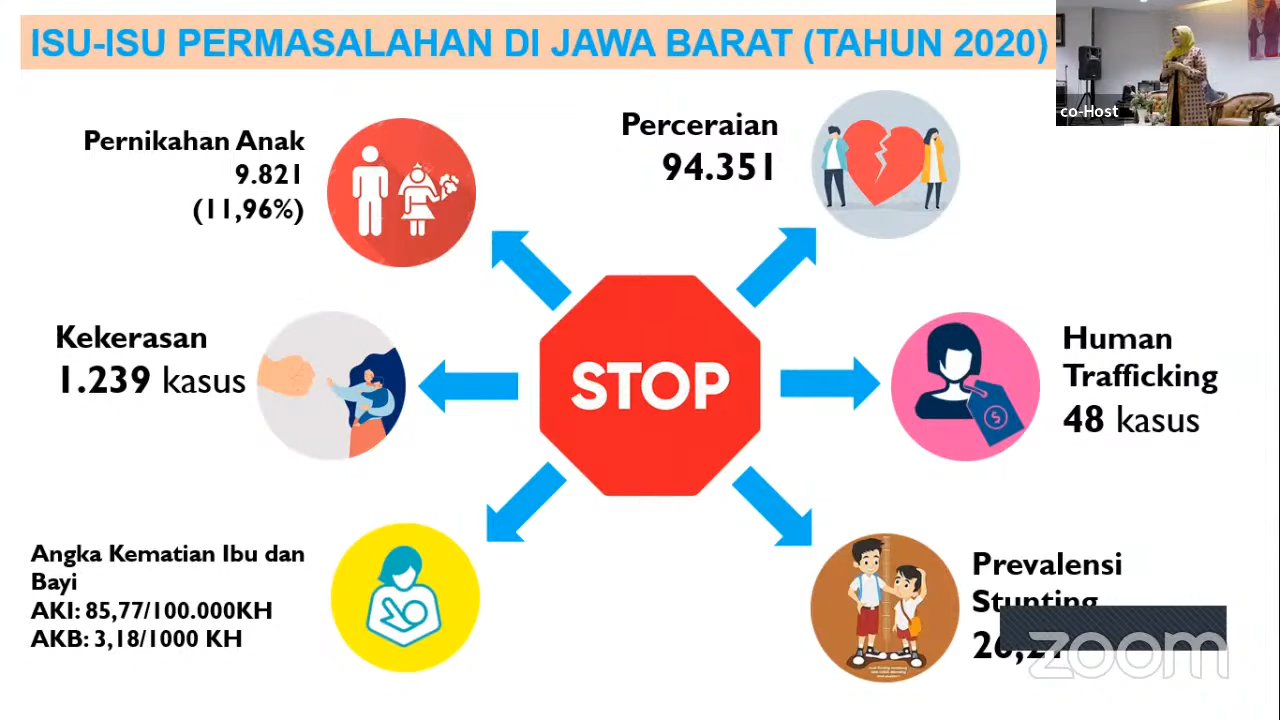 ISU-ISU PERMASALAHAN DI JAWA BARAT (TAHUN 2020)
co-Host
Pernikahan Anak
9.821
(11,96%)
Perceraian
94.351
Kekerasan
1.239 kasus
STOP
Human
Trafficking
48 kasus
Angka Kematian Ibu dan
Bayi
AKI: 85,77/100.000KH
AKB: 3,18/1000 KH
Prevalensi
Stunting
zoom